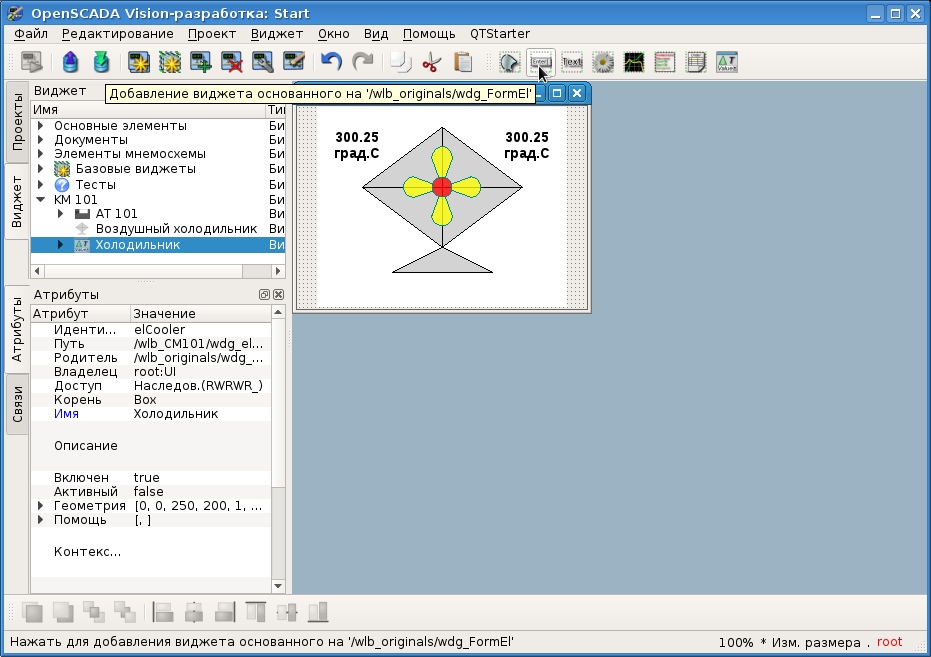 OpenSCADA Vision-разработка: Start
Файл Редактирование Проект Виджет Окно Вид Помощь QTStarter
Виджет
Добавление виджета основанного на '/wlb_originals/wdg_FormEl'
Проекты
Виджет
Атрибуты
Связи
Имя Ти
Основные элементы Би
Документы Би
Элементы мнемосхемы Би
Базовые виджеты Би
Тесты Би
КМ 101 Би
АТ 101 Ви
Воздушный холодильник Ви
Холодильник Ви
300.25 300.25
град.C град.C
Атрибуты
Атрибут Значение
Иденти... elCooler
Путь /wlb_CM101/wdg_el...
Родитель /wlb_originals/wdg_...
Владелец root:UI
Доступ Наследов.(RWRWR_)
Корень Box
Имя Холодильник
Описание
Включен true
Активный false
Геометрия [0, 0, 250, 200, 1, ...
Помощь [, ]
Контекс...
Нажать для добавления виджета основанного на '/wlb_originals/wdg_FormEl' 100% * Изм. размера . root